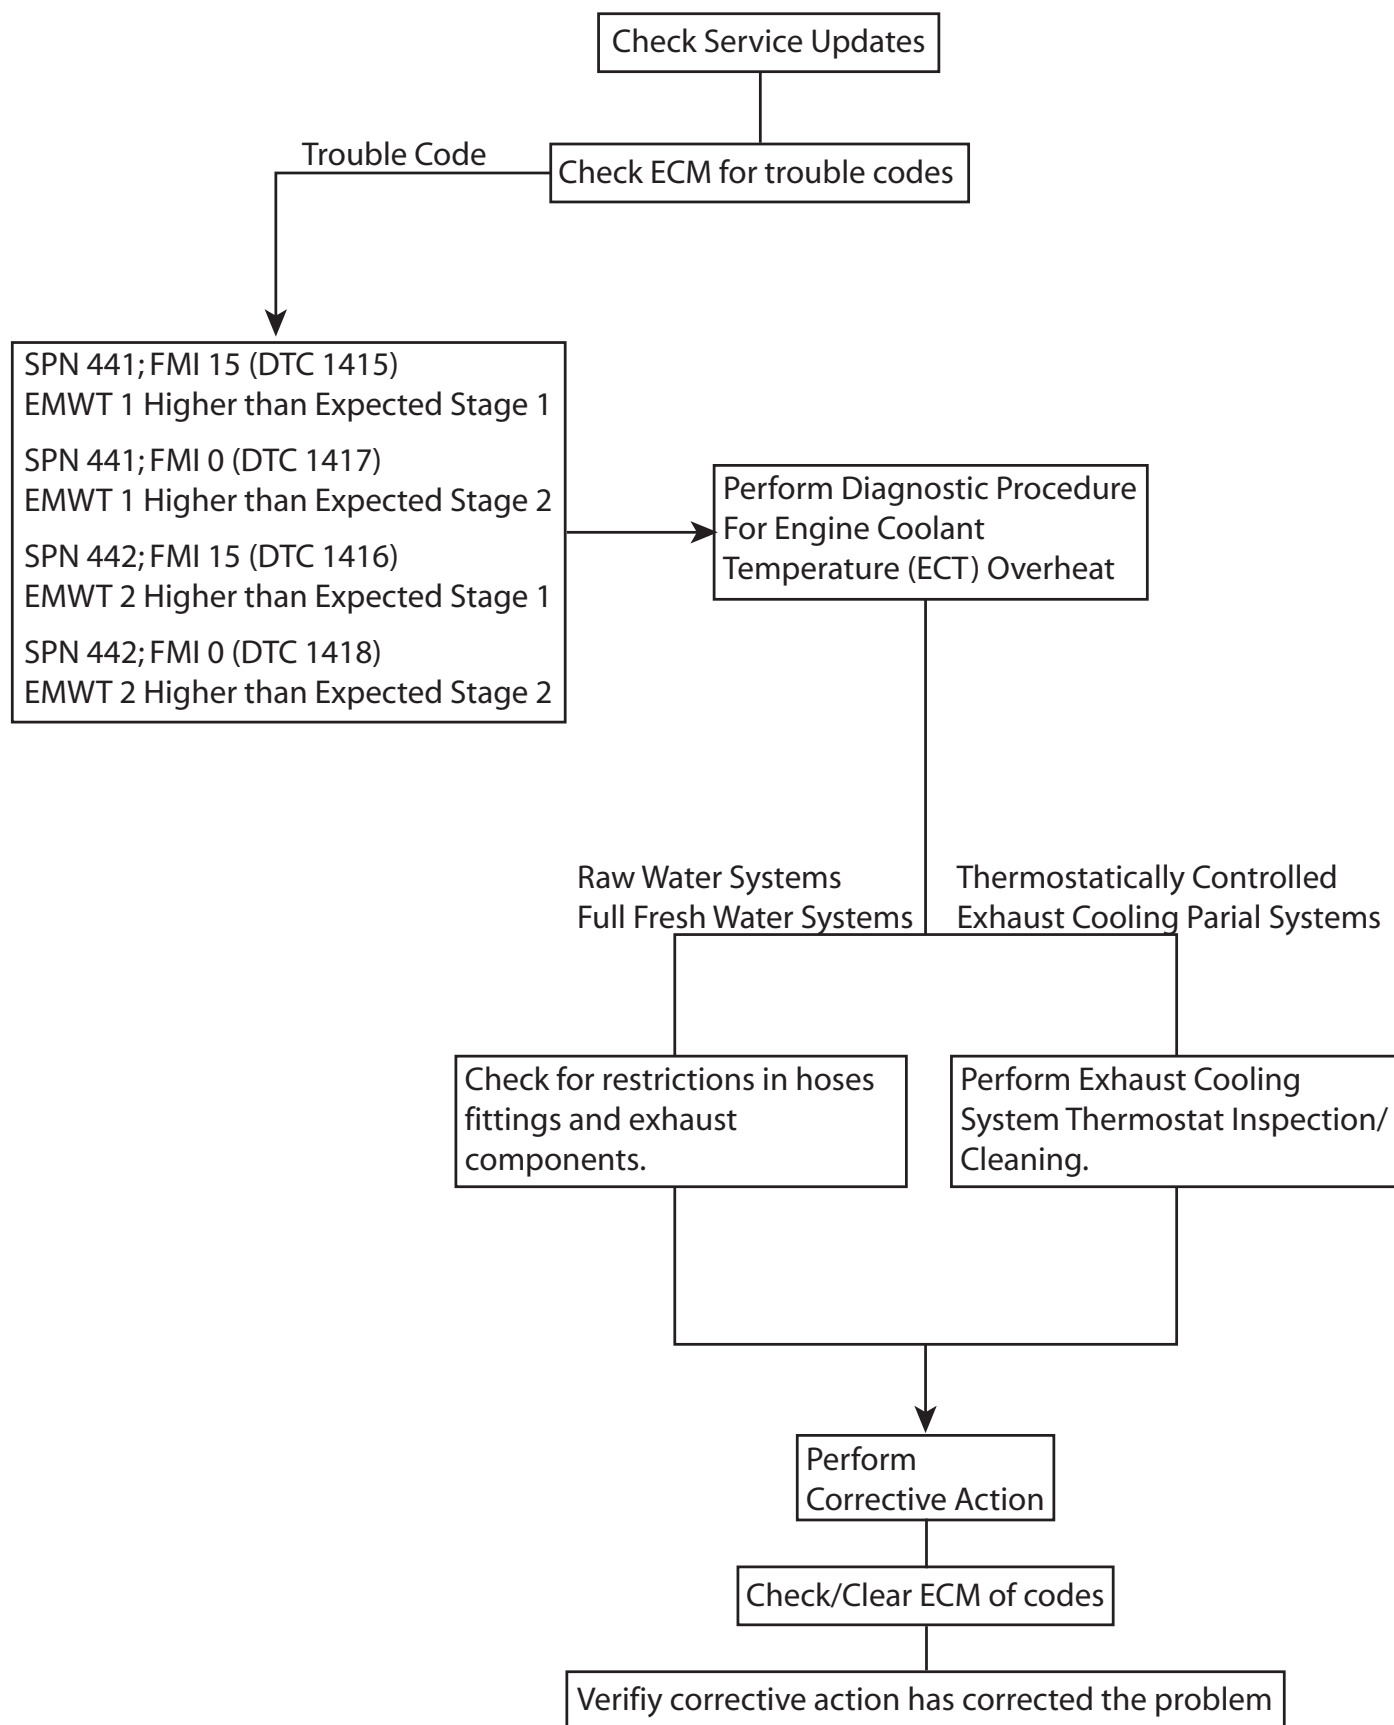 Check Service Updates
Trouble Code
Check ECM for trouble codes
SPN 441; FMI 15 (DTC 1415)
EMWT 1 Higher than Expected Stage 1
SPN 441; FMI 0 (DTC 1417)
EMWT 1 Higher than Expected Stage 2
SPN 442; FMI 15 (DTC 1416)
EMWT 2 Higher than Expected Stage 1
SPN 442; FMI 0 (DTC 1418)
EMWT 2 Higher than Expected Stage 2
Perform Diagnostic Procedure
For Engine Coolant
Temperature (ECT) Overheat
Raw Water Systems
Full Fresh Water Systems
Thermostatically Controlled
Exhaust Cooling Parial Systems
Check for restrictions in hoses
fittings and exhaust
components.
Perform Exhaust Cooling
System Thermostat Inspection/
Cleaning.
Perform
Corrective Action
Check/Clear ECM of codes
Verifiy corrective action has corrected the problem